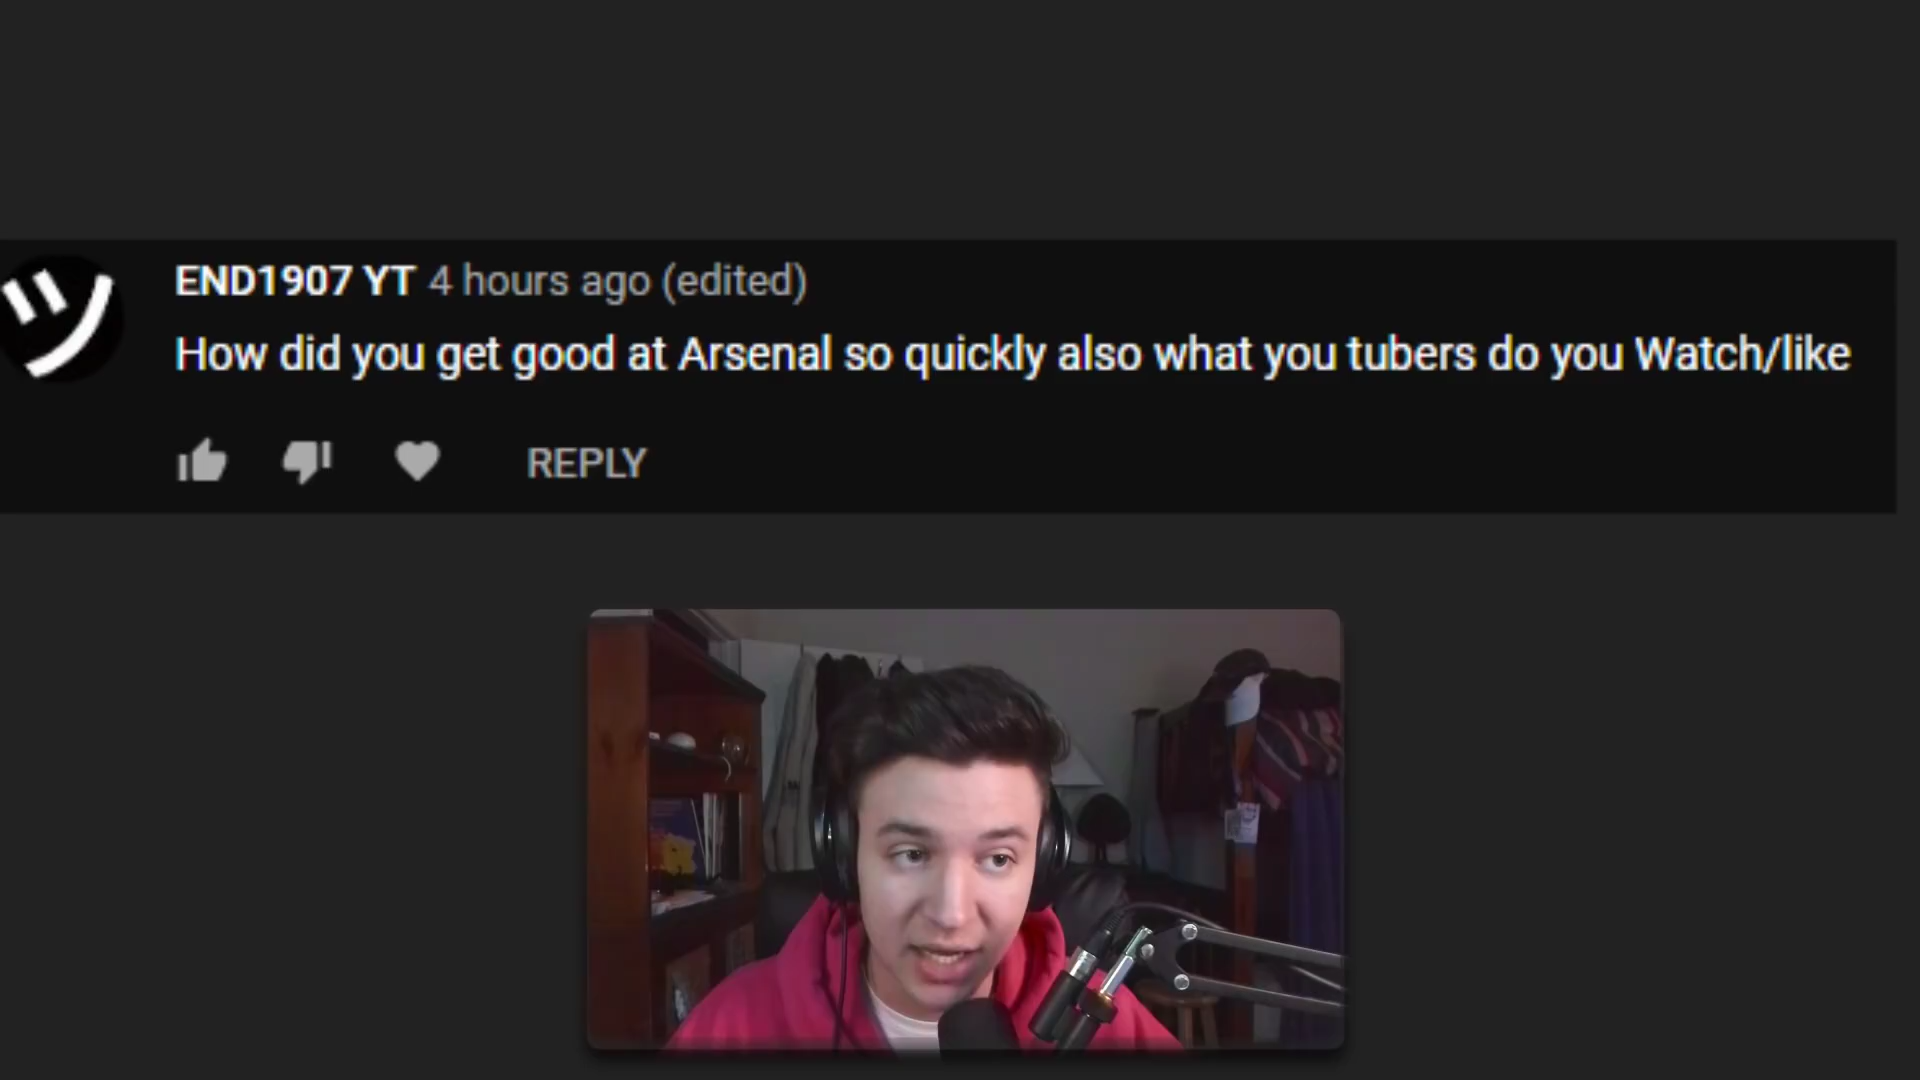 ツ
END1907 YT 4 hours ago (edited)
How did you get good at Arsenal so quickly also what you tubers do you Watch/like
REPLY